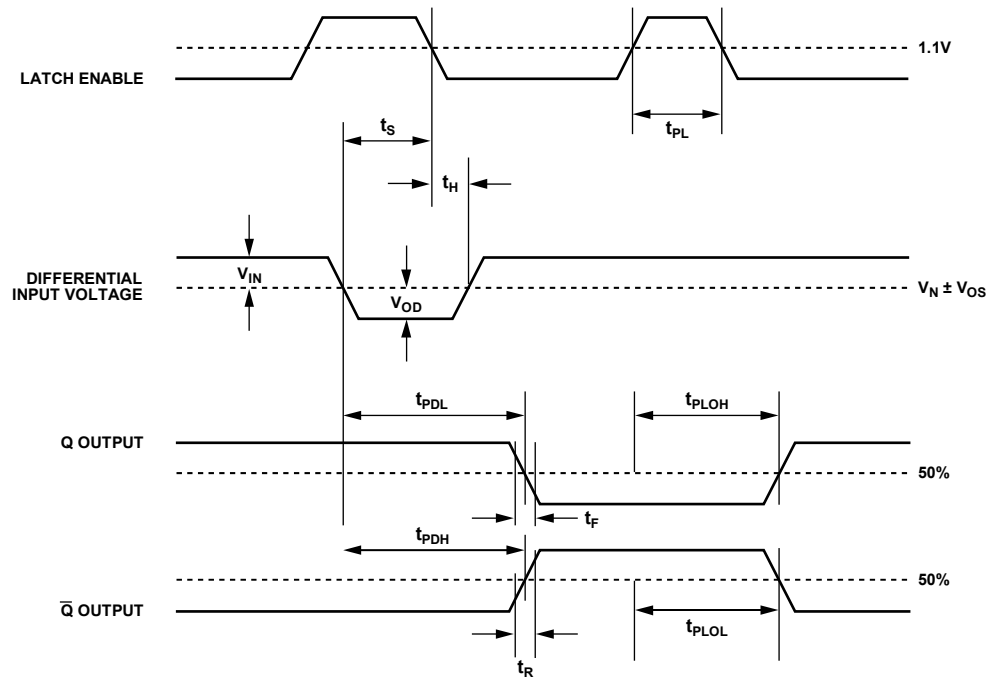 1.1V
LATCH ENABLE
tS
tPL
tH
VIN
DIFFERENTIAL
INPUT VOLTAGE
VOD
VN ± VOS
tPDL
tPLOH
Q OUTPUT
50%
tF
tPDH
50%
Q̅ OUTPUT
tPLOL
tR